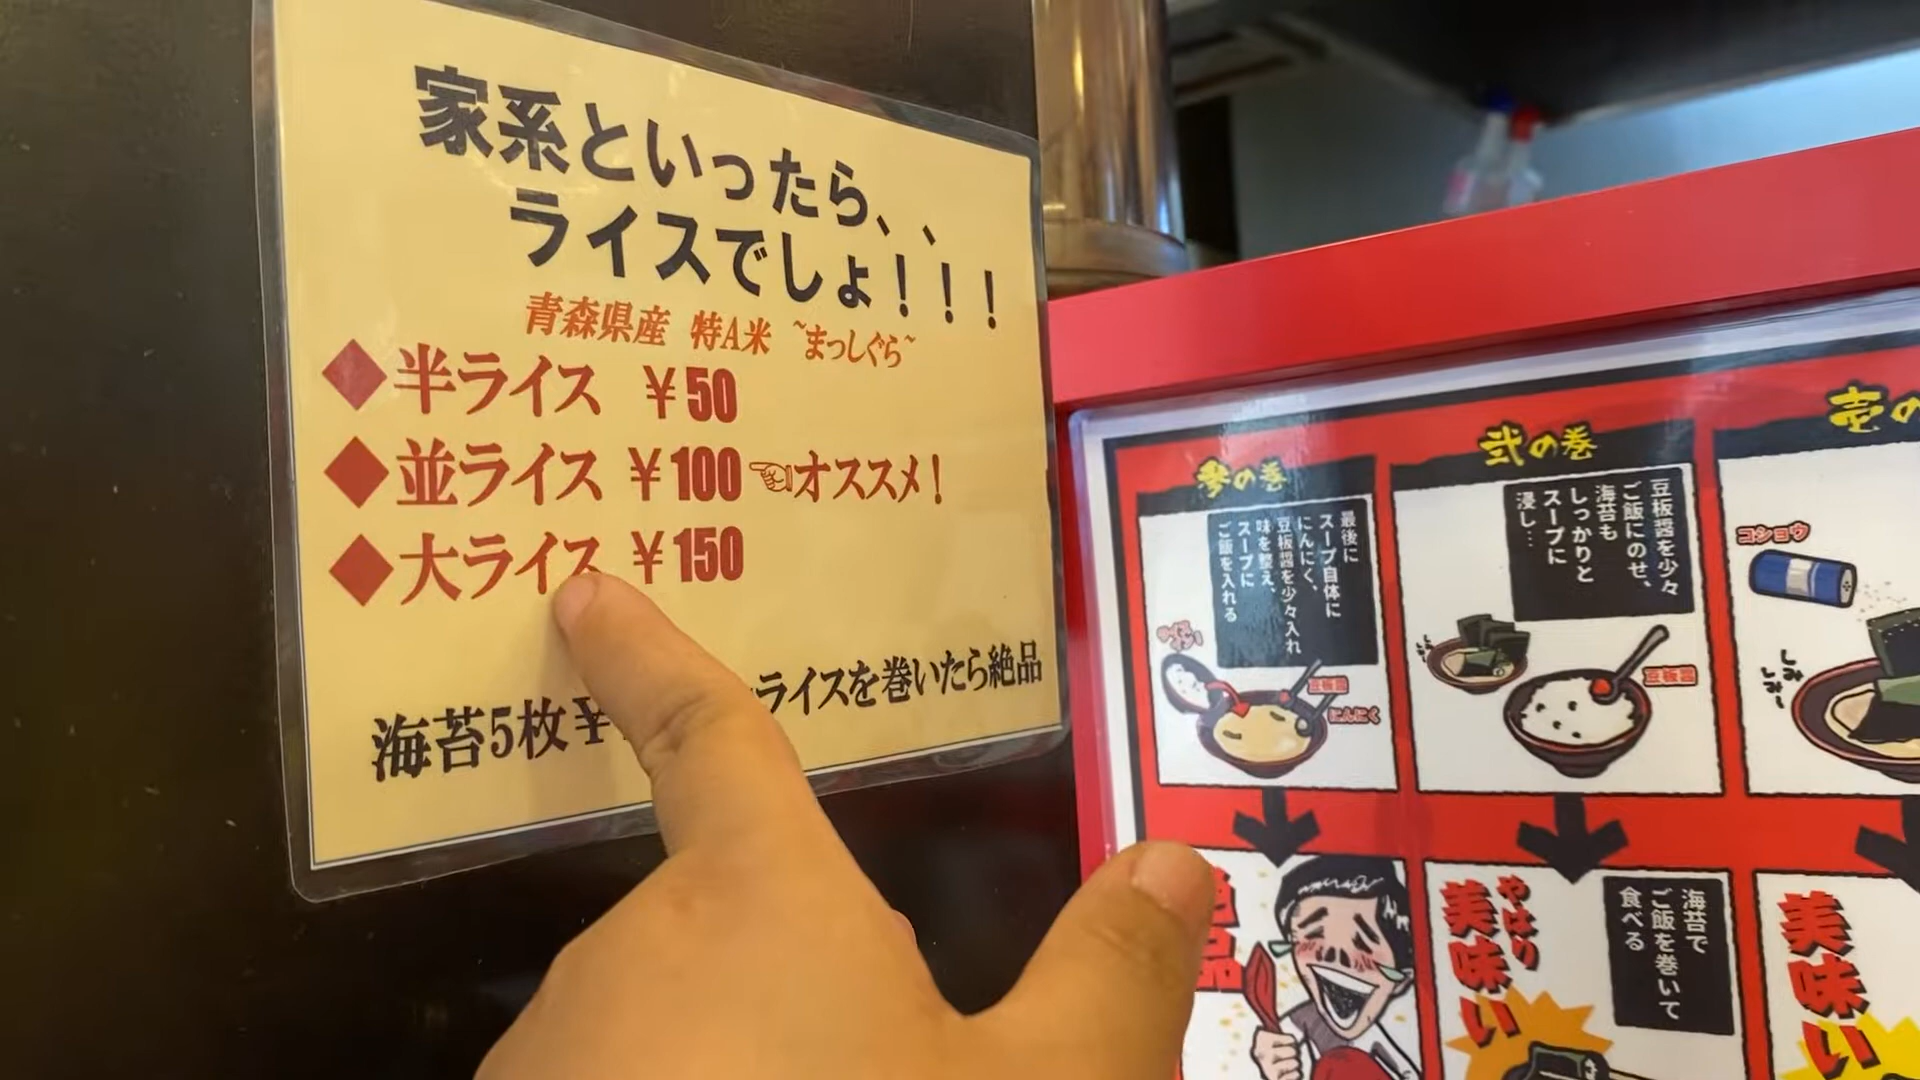 家系といったら、、
ライスでしょ！！！
青森県産 特A米 ~まっしぐら~
◆半ライス ￥50
◆並ライス ￥100☜オススメ！
◆大ライス ￥150
海苔5枚￥
ライスを巻いたら絶品
壱の
コショウ
しみ〜
しみ〜
美味い
弐の巻
豆板醤を少々
ご飯にのせ、
海苔も
しっかりと
スープに
浸し…
豆板醤
海苔で
ご飯を巻いて
食べる
やはり
美味い
参の巻
最後に
スープ自体に
にんにく、
豆板醤を少々入れ
味を整え、
スープに
ご飯を入れる
豆板醤
にんにく